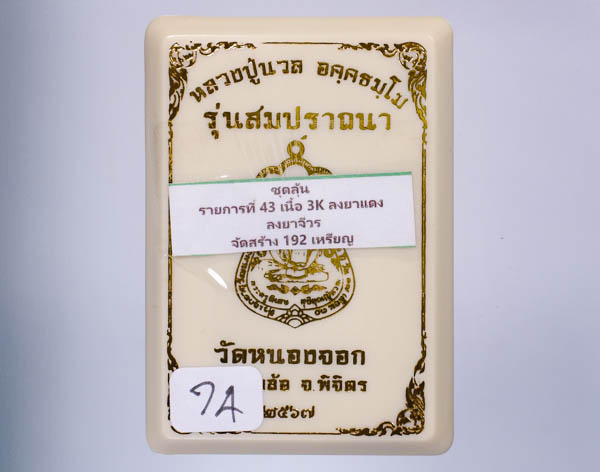 หลวงปู่นวล อคฺคธมฺโม
รุ่นสมปรารถนา
ชุดลุ้น
รายการที่ 43 เนื้อ 3K ลงยาแดง
ลงยาจีวร
จัดสร้าง 192 เหรียญ
วัดหนองจอก
จ.พิจิตร
๒๕๖๗